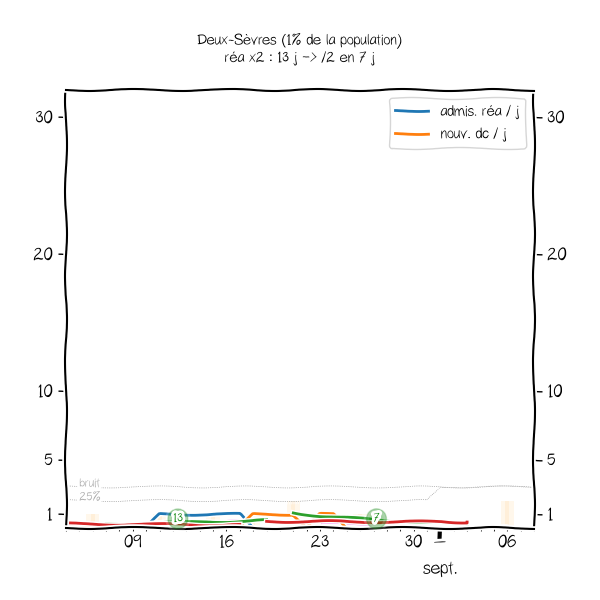 Deux-Sèvres (1% de la population)
réa x2 : 13 j -> /2 en 7 j
admis. réa / j
nouv. dc / j
30
30
20
20
10
10
5
5
bruit
25%
1
1
13
7
09 16 23 30 1 06
sept.